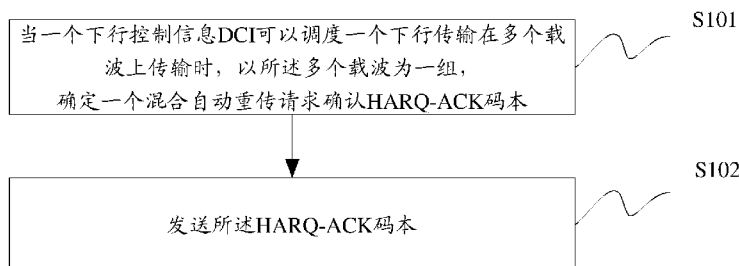 S101
当一个下行控制信息DCI可以调度一个下行传输在多个载
波上传输时，以所述多个载波为一组，
确定一个混合自动重传请求确认HARQ-ACK码本
S102
发送所述HARQ-ACK码本